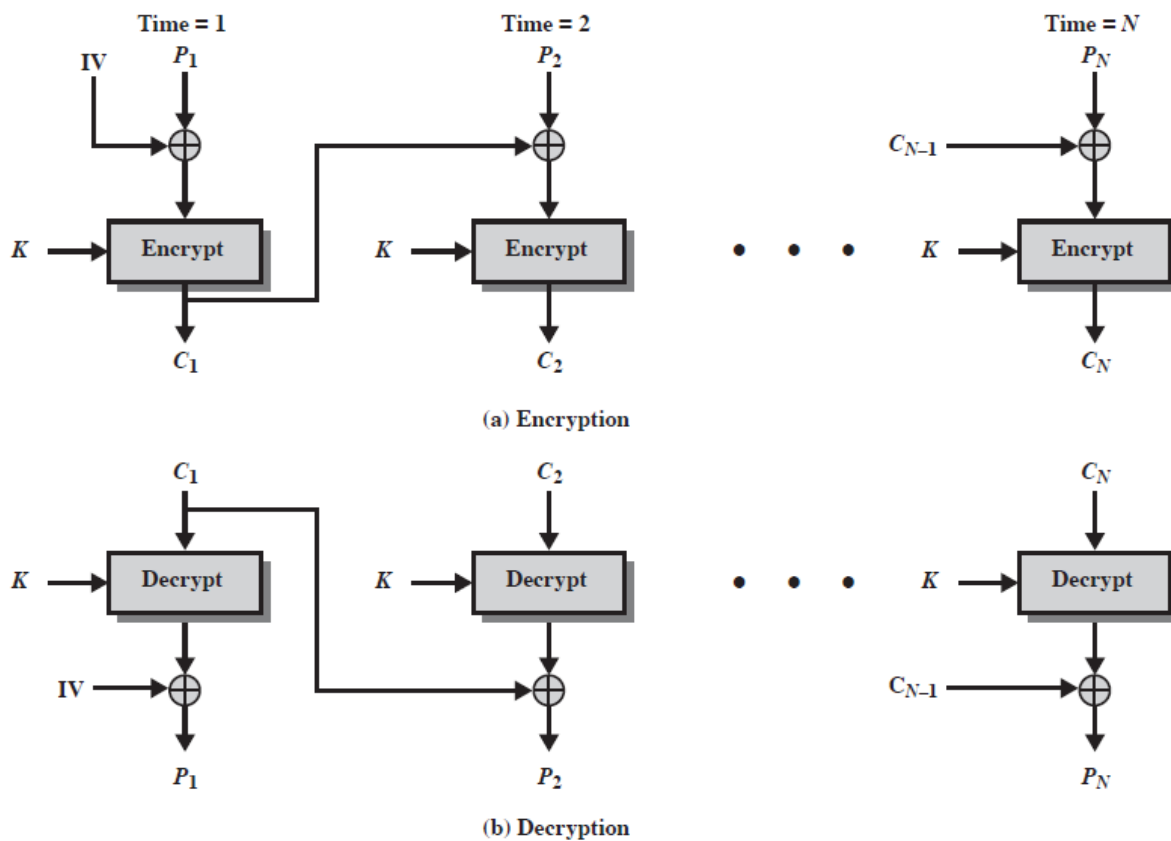 Time = 1 Time = 2 Time = N
IV P1 P2 PN
CN–1
K Encrypt K Encrypt • • • K Encrypt
C1 C2 CN
(a) Encryption
C1 C2 CN
K Decrypt K Decrypt • • • K Decrypt
IV CN–1
P1 P2 PN
(b) Decryption